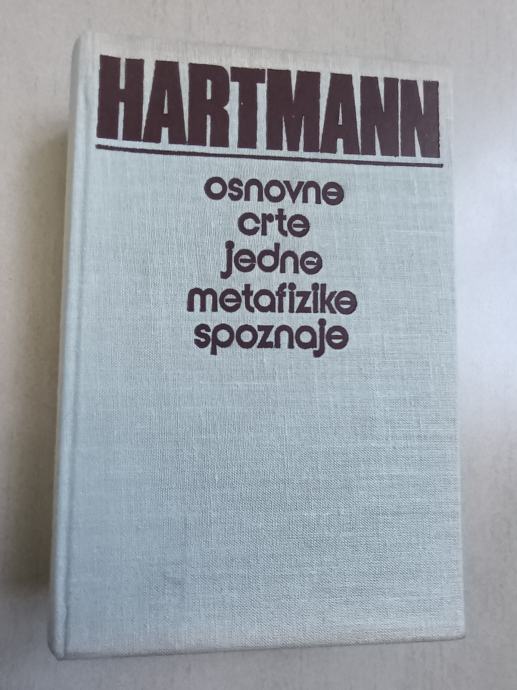 HARTMANN
osnovne
crte
jedne
metafizike
spoznaje